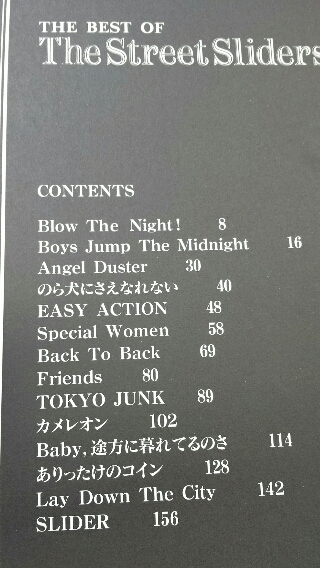 THE BEST OF
The Street Sliders
CONTENTS
Blow The Night! 8
Boys Jump The Midnight 16
Angel Duster 30
のら犬にさえなれない 40
EASY ACTION 48
Special Women 58
Back To Back 69
Friends 80
TOKYO JUNK 89
カメレオン 102
Baby, 途方に暮れてるのさ 114
ありったけのコイン 128
Lay Down The City 142
SLIDER 156